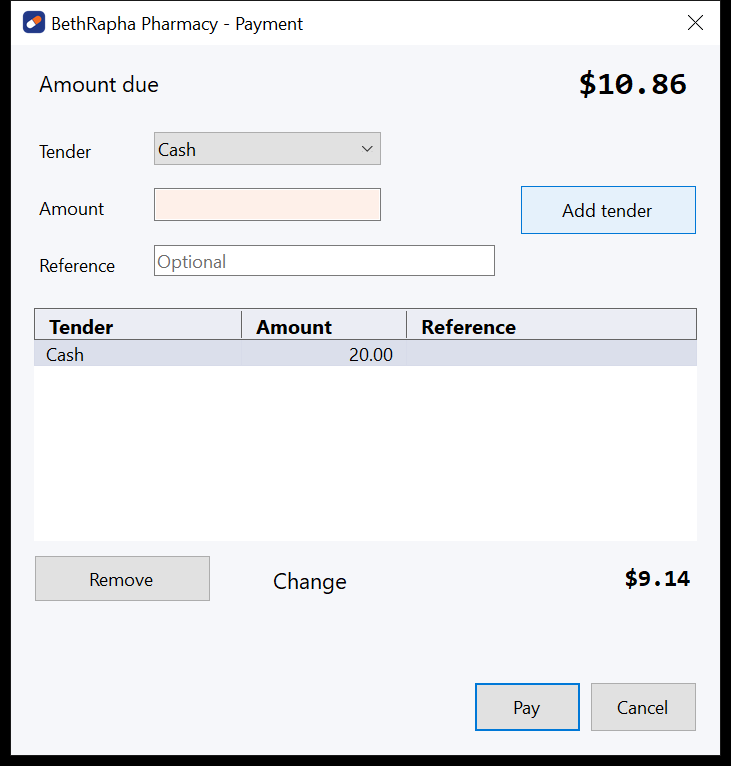 BethRapha Pharmacy - Payment
Amount due $10.86
Tender Cash
Amount
Add tender
Reference Optional
Tender Amount Reference
Cash 20.00
Remove Change $9.14
Pay Cancel